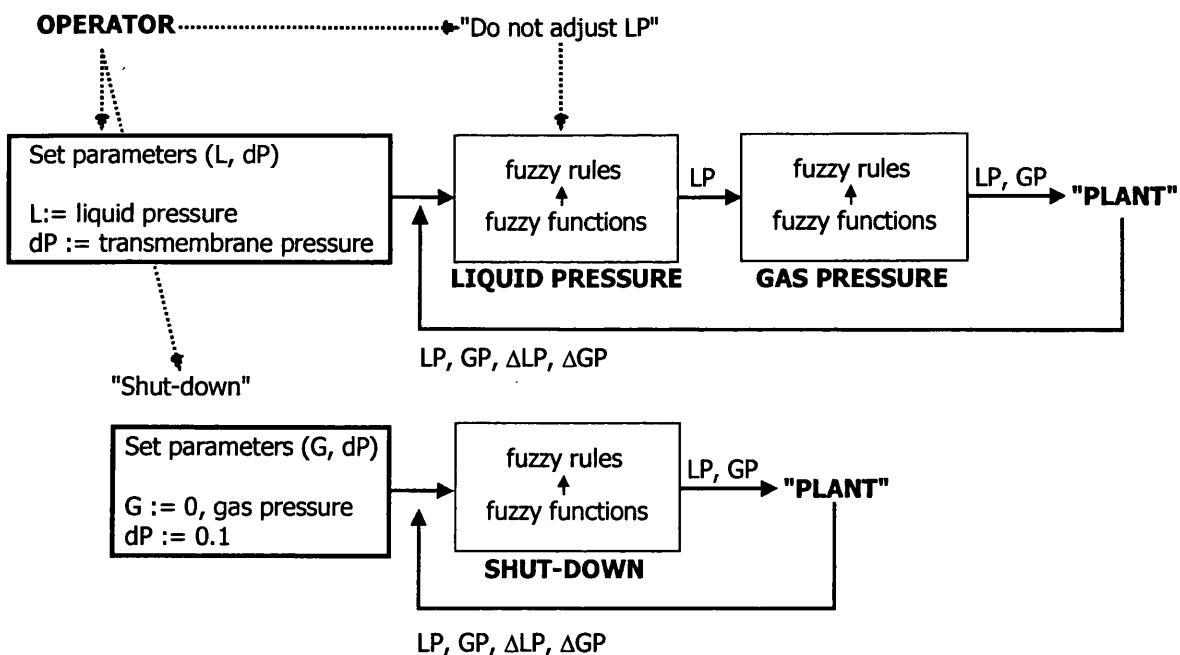 OPERATOR
"Do not adjust LP"
Set parameters (L, dP)
L:= liquid pressure
dP := transmembrane pressure
fuzzy rules
fuzzy functions
LIQUID PRESSURE
LP
fuzzy rules
fuzzy functions
GAS PRESSURE
LP, GP
"PLANT"
LP, GP, ΔLP, ΔGP
"Shut-down"
Set parameters (G, dP)
G := 0, gas pressure
dP := 0.1
fuzzy rules
fuzzy functions
SHUT-DOWN
LP, GP
"PLANT"
LP, GP, ΔLP, ΔGP